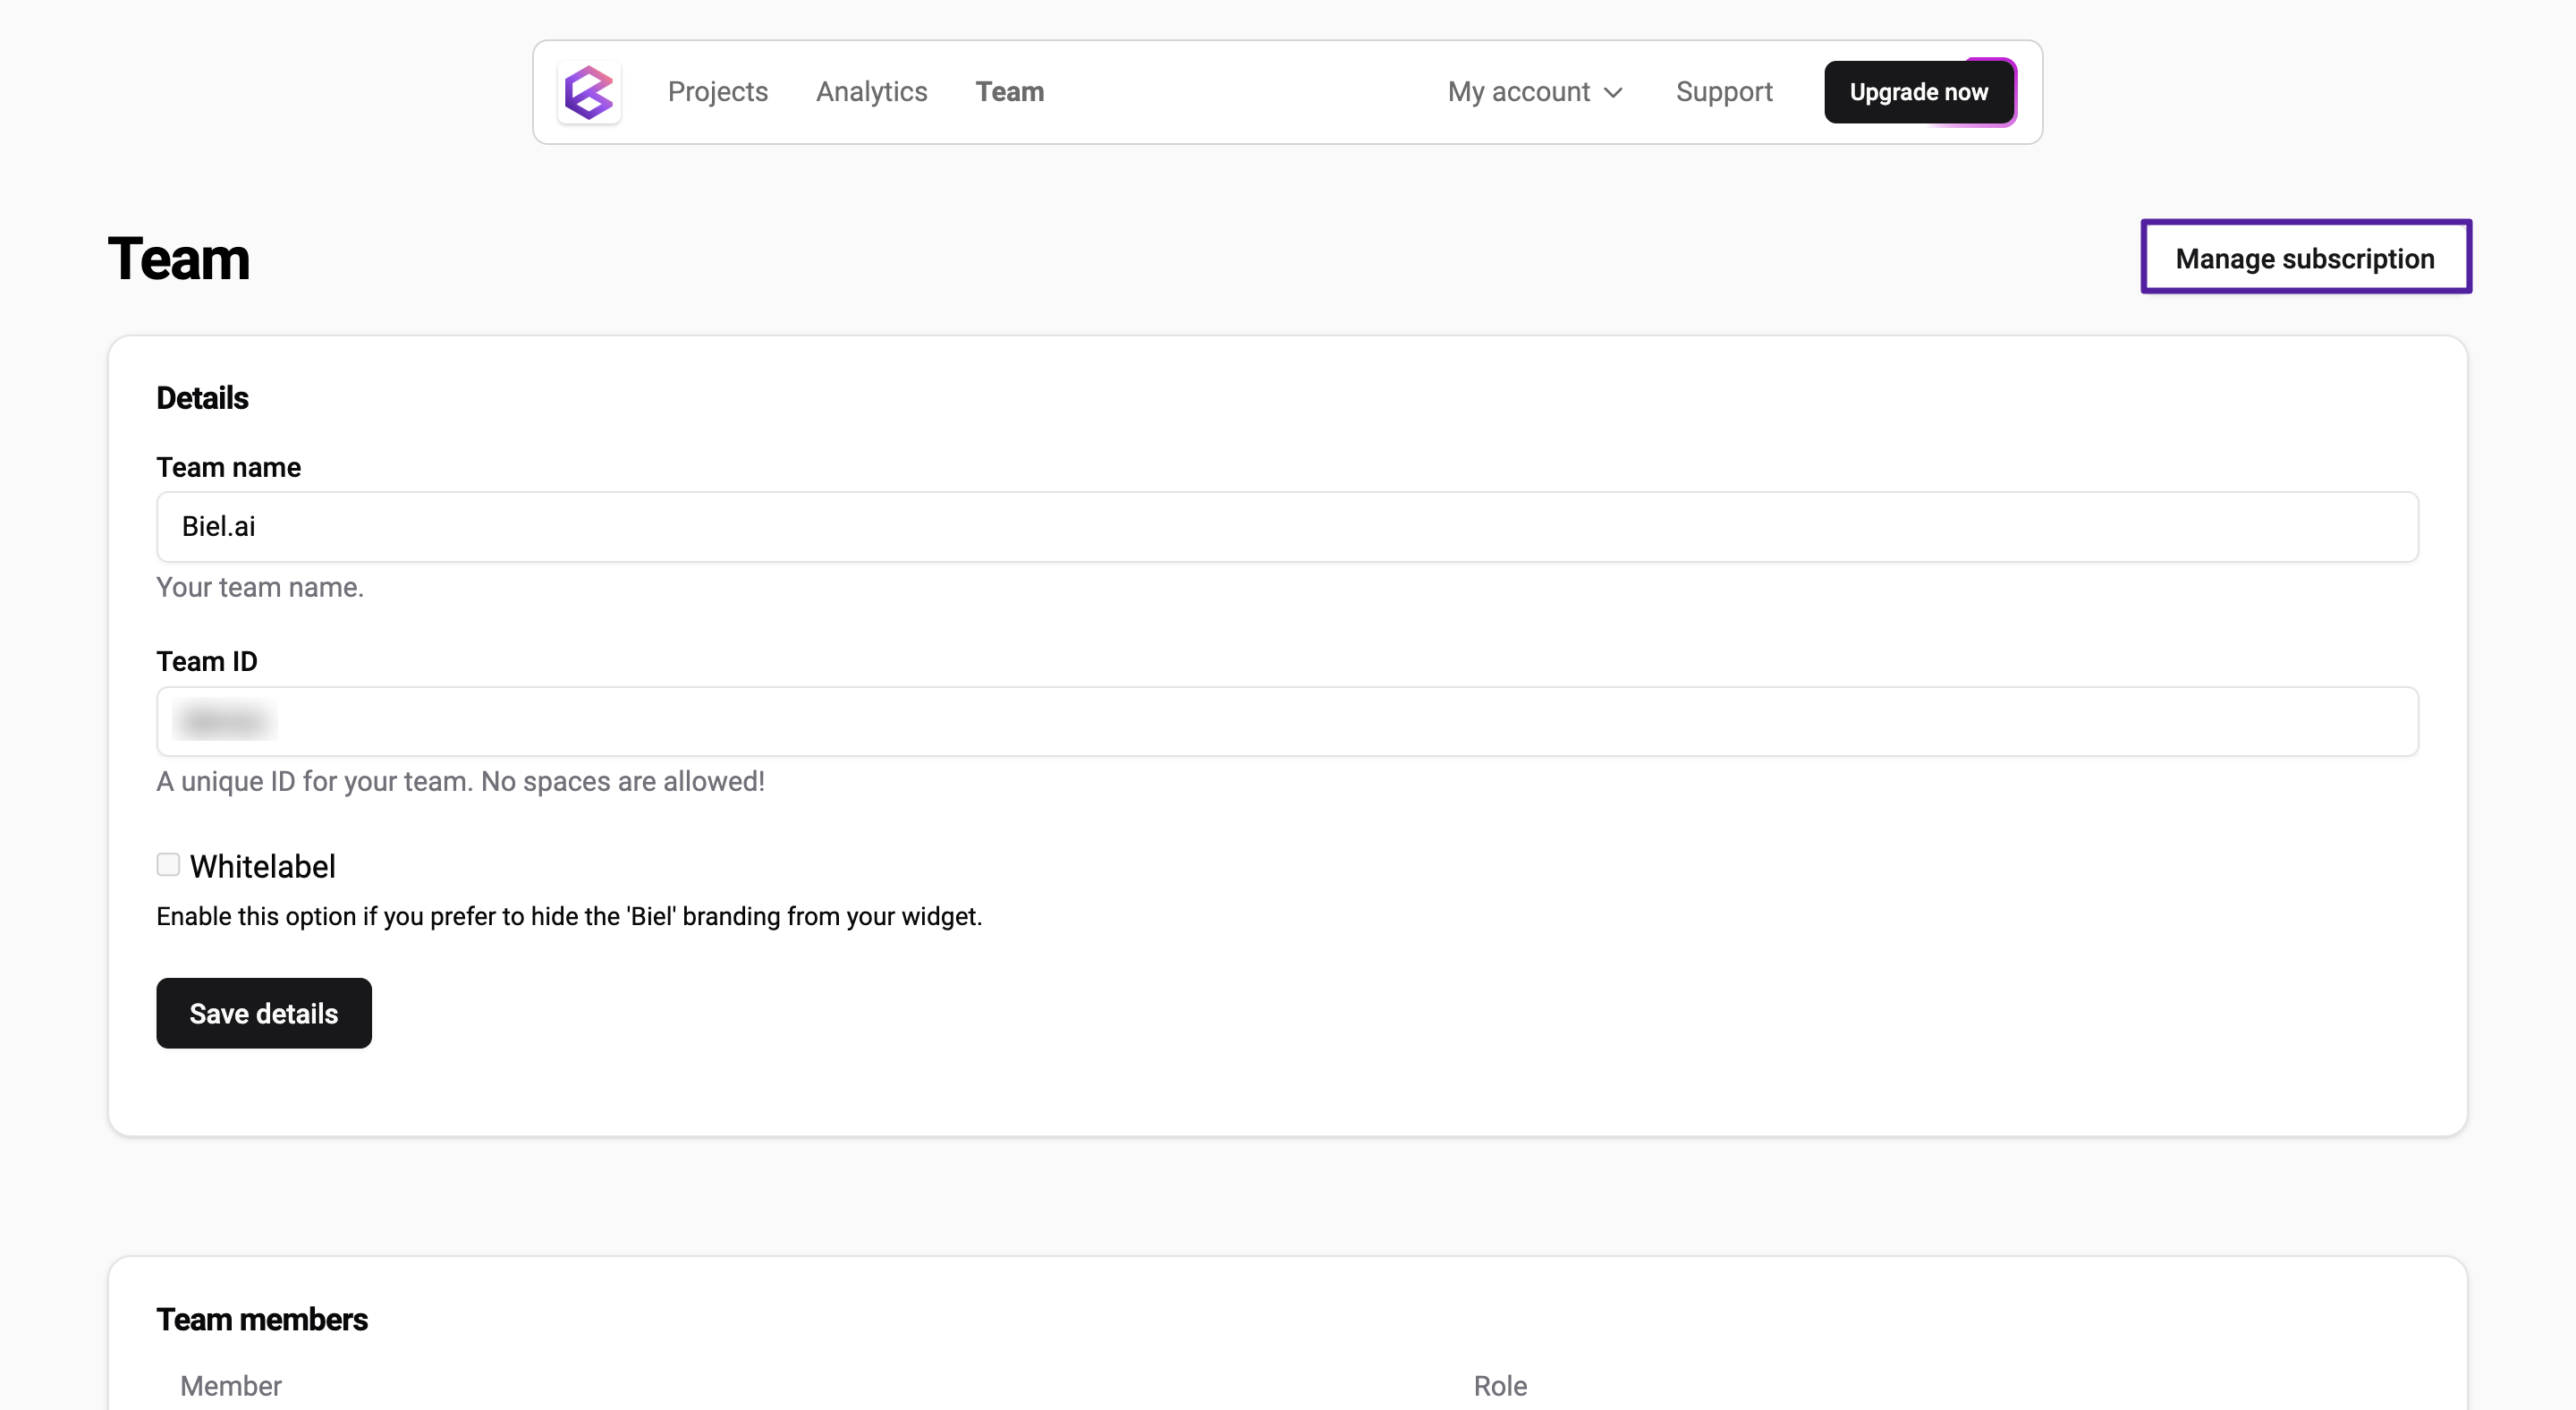 Projects Analytics Team My account Support Upgrade now
Team
Manage subscription
Details
Team name
Biel.ai
Your team name.
Team ID
A unique ID for your team. No spaces are allowed!
Whitelabel
Enable this option if you prefer to hide the 'Biel' branding from your widget.
Save details
Team members
Member Role